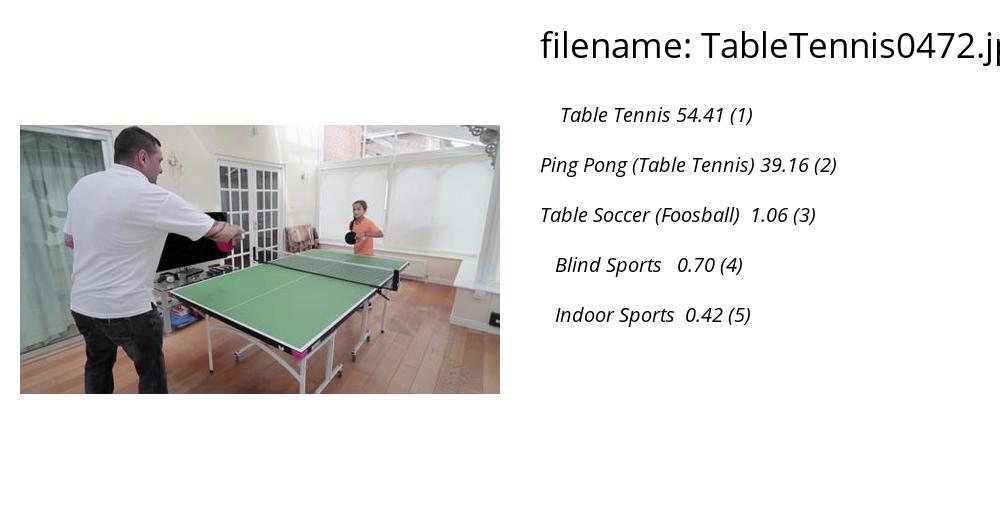 filename: TableTennis0472.jp
Table Tennis 54.41 (1)
Ping Pong (Table Tennis) 39.16 (2)
Table Soccer (Foosball) 1.06 (3)
Blind Sports 0.70 (4)
Indoor Sports 0.42 (5)